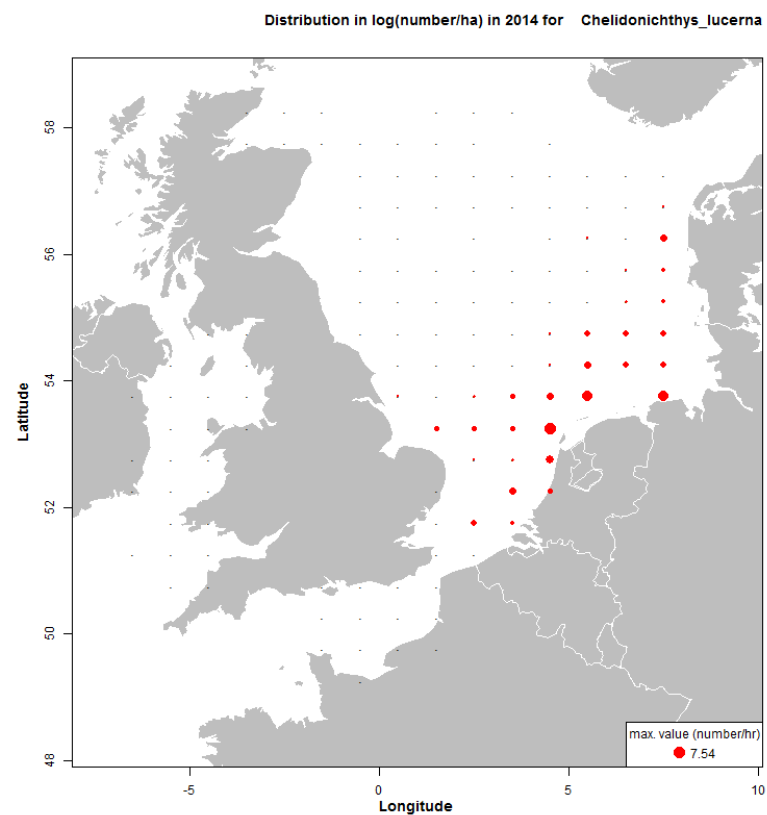 Distribution in log(number/ha) in 2014 for Chelidonichthys_lucerna
58
56
54
52
50
48
Latitude
-5
0
5
10
Longitude
max. value (number/hr)
7.54